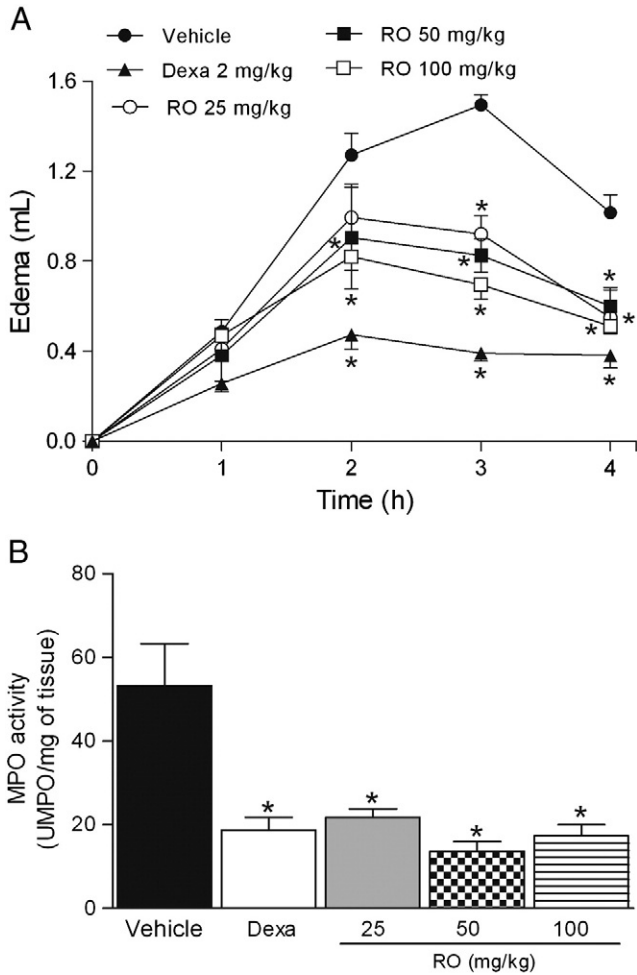 A
Vehicle
Dexa 2 mg/kg
RO 25 mg/kg
RO 50 mg/kg
RO 100 mg/kg
Edema (mL)
1.6
1.2
0.8
0.4
0.0
* * * * * * * * * * *
0 1 2 3 4
Time (h)
B
MPO activity
(UMPO/mg of tissue)
80
60
40
20
0
* * * *
Vehicle Dexa 25 50 100
RO (mg/kg)